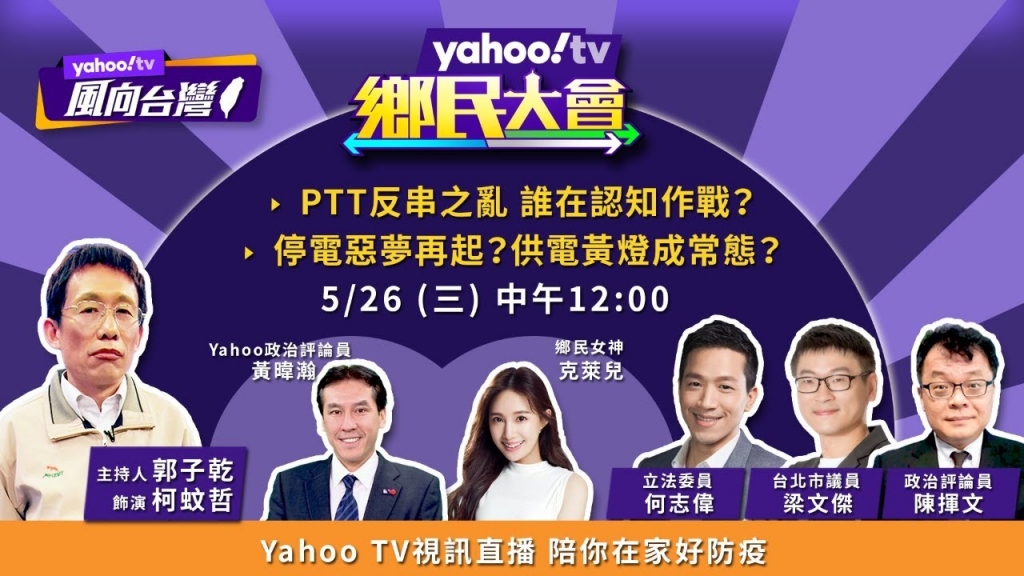 yahoo!tv
風向台灣
yahoo!tv
鄉民大會
PTT反串之亂 誰在認知作戰？
停電惡夢再起？供電黃燈成常態？
5/26 (三) 中午12:00
Yahoo政治評論員
黃暐瀚
鄉民女神
克萊兒
主持人 郭子乾
飾演 柯蚊哲
立法委員
何志偉
台北市議員
梁文傑
政治評論員
陳揮文
Yahoo TV視訊直播 陪你在家好防疫